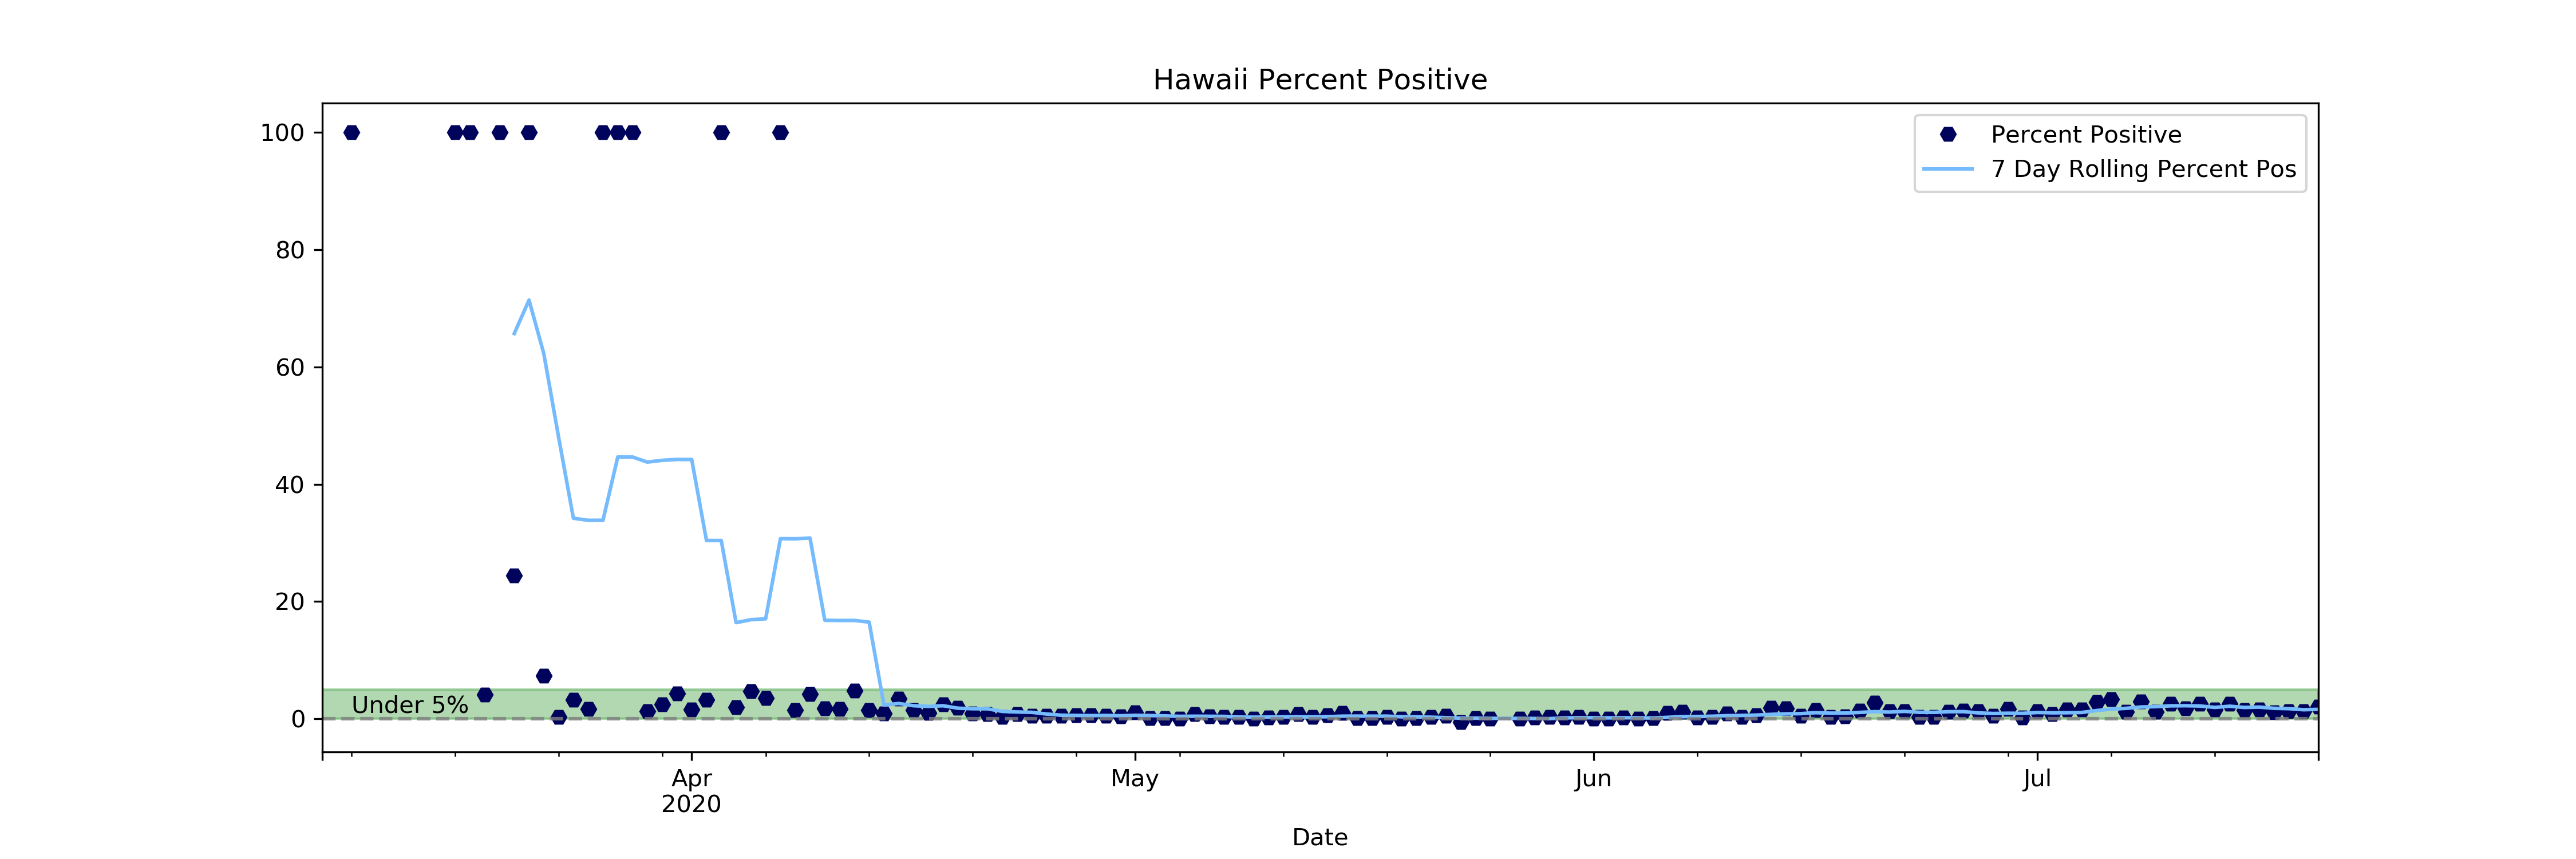 Hawaii Percent Positive
100
80
60
40
20
0
Percent Positive
7 Day Rolling Percent Pos
Under 5%
Apr
2020
May
Jun
Jul
Date